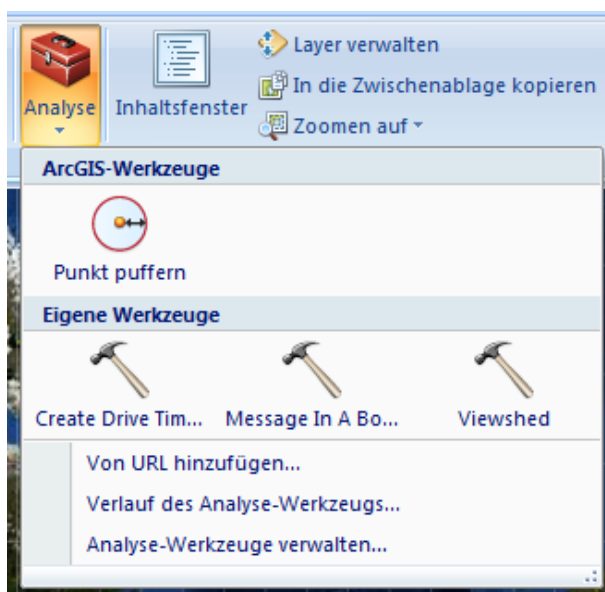 Analyse
Inhaltsfenster
Layer verwalten
In die Zwischenablage kopieren
Zoomen auf
ArcGIS-Werkzeuge
Punkt puffern
Eigene Werkzeuge
Create Drive Tim... Message In A Bo... Viewshed
Von URL hinzufügen...
Verlauf des Analyse-Werkzeugs...
Analyse-Werkzeuge verwalten...